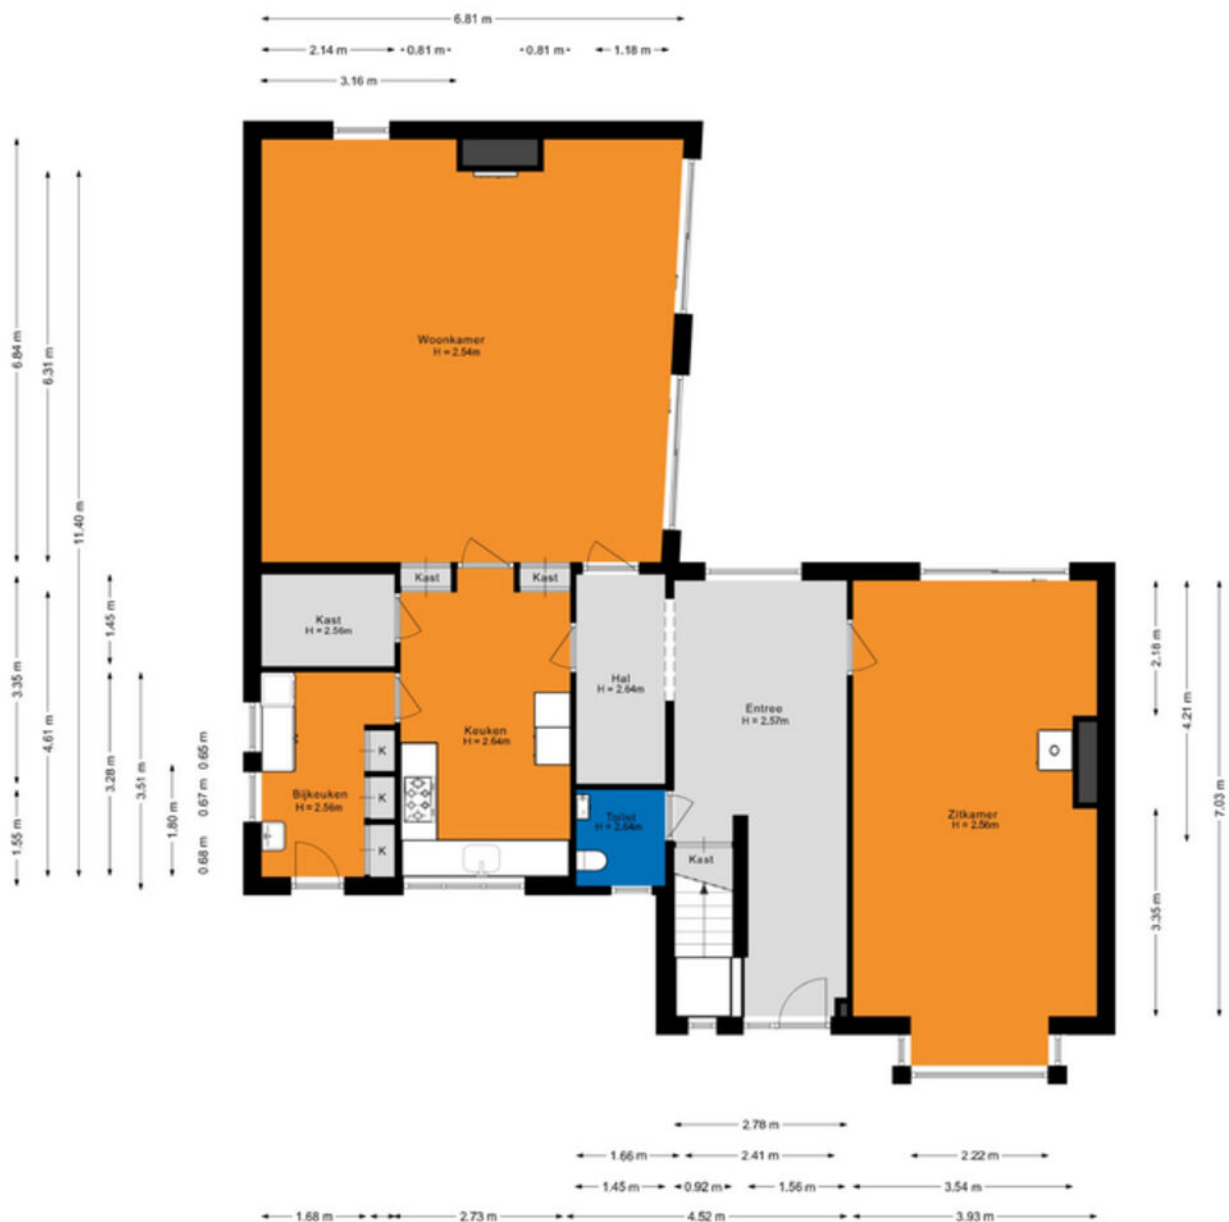 6.81 m
2.14 m
0.81 m
0.81 m
1.18 m
3.16 m
Woonkamer
H = 2.54m
6.84 m
6.31 m
11.40 m
Kast
Kast
Kast
H = 2.56m
Hal
H = 2.64m
Entree
H = 2.57m
Keuken
H = 2.64m
K
K
K
Bijkeuken
H = 2.56m
Toilet
H = 2.64m
Kast
Zitkamer
H = 2.56m
3.35 m
4.61 m
1.45 m
1.55 m
3.28 m
3.51 m
1.80 m
0.65 m
0.67 m
0.68 m
2.18 m
4.21 m
7.03 m
3.35 m
2.78 m
1.66 m
2.41 m
2.22 m
1.45 m
0.92 m
1.56 m
3.54 m
1.68 m
2.73 m
4.52 m
3.93 m